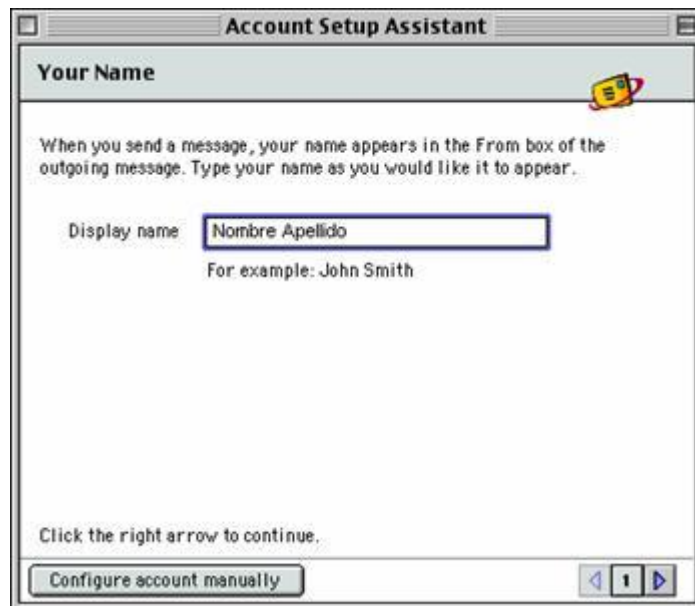 Account Setup Assistant
Your Name
When you send a message, your name appears in the From box of the
outgoing message. Type your name as you would like it to appear.
Display name Nombre Apellido
For example: John Smith
Click the right arrow to continue.
Configure account manually 1